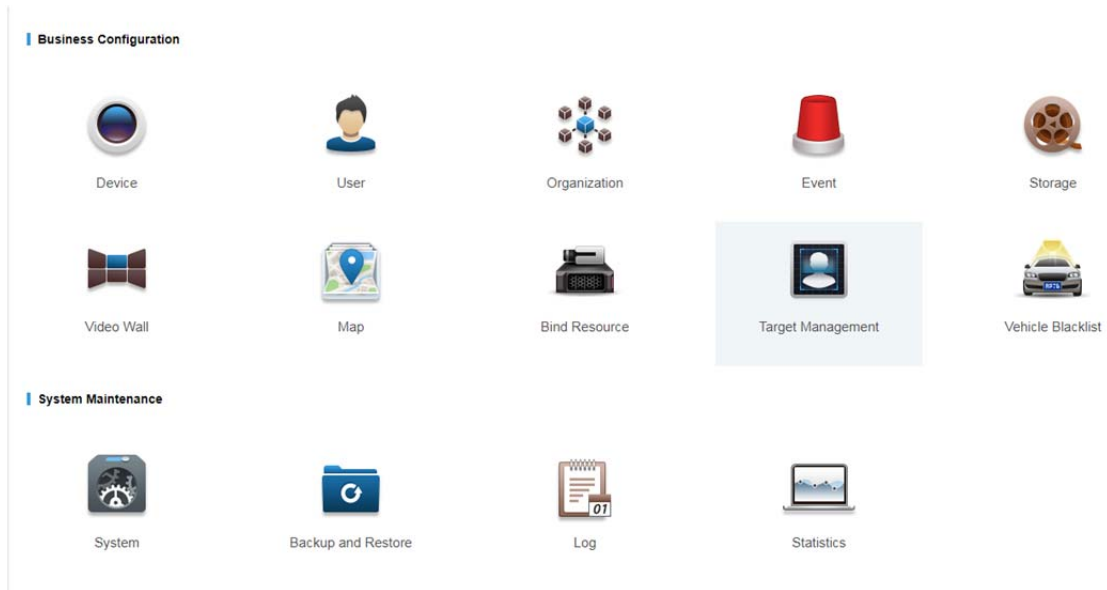 Business Configuration
Device
User
Organization
Event
Storage
Video Wall
Map
Bind Resource
Target Management
Vehicle Blacklist
System Maintenance
01
System
Backup and Restore
Log
Statistics